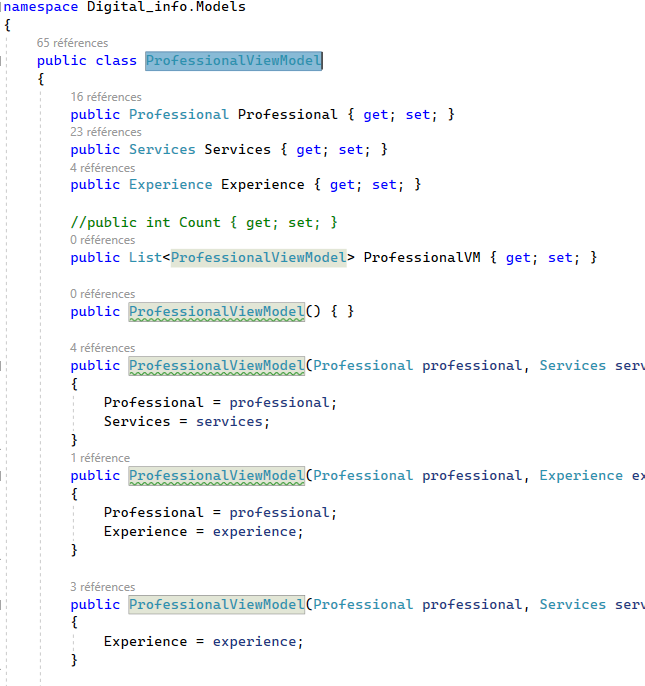 namespace Digital_info.Models
{
65 références
public class ProfessionalViewModel
{
16 références
public Professional Professional { get; set; }
23 références
public Services Services { get; set; }
4 références
public Experience Experience { get; set; }
//public int Count { get; set; }
0 références
public List<ProfessionalViewModel> ProfessionalVM { get; set; }
0 références
public ProfessionalViewModel() { }
4 références
public ProfessionalViewModel(Professional professional, Services serv
{
Professional = professional;
Services = services;
}
1 référence
public ProfessionalViewModel(Professional professional, Experience ex
{
Professional = professional;
Experience = experience;
}
3 références
public ProfessionalViewModel(Professional professional, Services serv
{
Experience = experience;
}